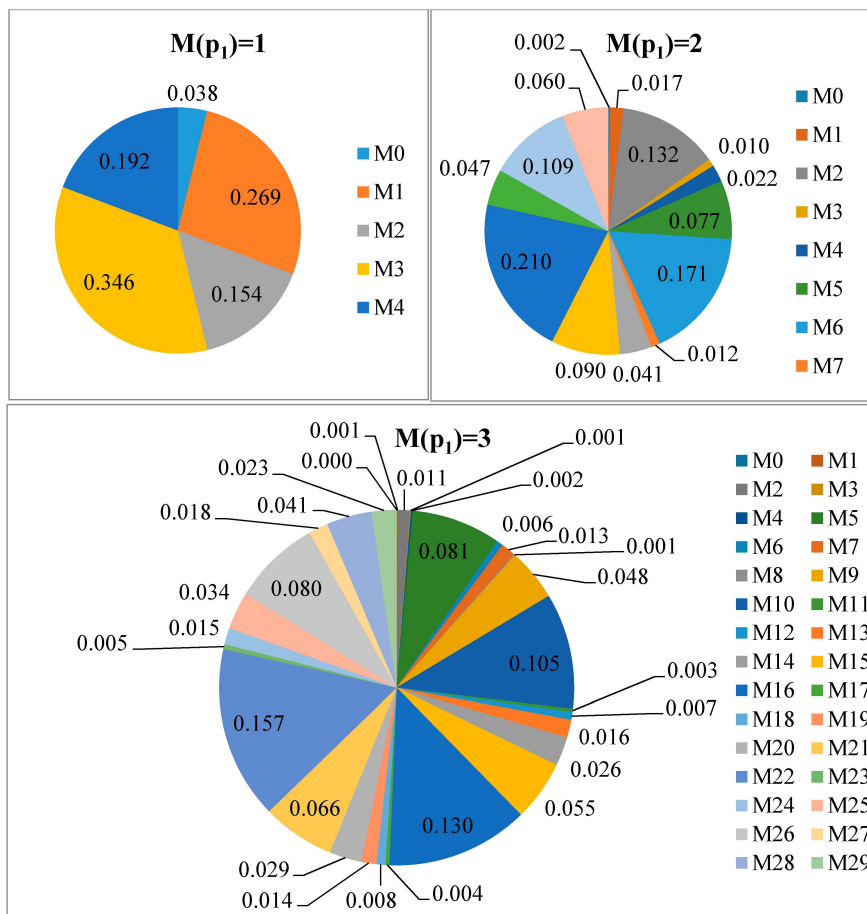 M(p₁)=1
0.038
0.192
0.269
0.346
0.154
M0
M1
M2
M3
M4
M(p₁)=2
0.002
0.060
0.017
0.109
0.132
0.010
0.047
0.022
0.077
0.210
0.171
0.012
0.090
0.041
M0
M1
M2
M3
M4
M5
M6
M7
M(p₁)=3
0.001
0.001
0.023
0.000
0.011
0.002
0.018
0.041
0.006
0.013
0.081
0.001
0.048
0.080
0.034
0.015
0.005
0.105
0.003
0.007
0.157
0.016
0.026
0.055
0.066
0.130
0.029
0.014
0.008
0.004
M0 M1
M2 M3
M4 M5
M6 M7
M8 M9
M10 M11
M12 M13
M14 M15
M16 M17
M18 M19
M20 M21
M22 M23
M24 M25
M26 M27
M28 M29